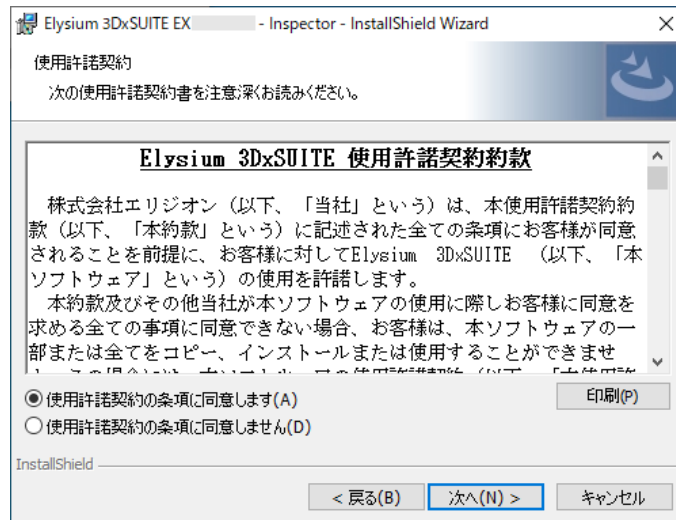 Elysium 3DxSUITE EX - Inspector - InstallShield Wizard
使用許諾契約
次の使用許諾契約書を注意深くお読みください。
Elysium 3DxSUITE 使用許諾契約約款
株式会社エリジオン（以下、「当社」という）は、本使用許諾契約約
款（以下、「本約款」という）に記述された全ての条項にお客様が同意
されることを前提に、お客様に対してElysium 3DxSUITE （以下、「本
ソフトウェア」という）の使用を許諾します。
本約款及びその他当社が本ソフトウェアの使用に際しお客様に同意を
求める全ての事項に同意できない場合、お客様は、本ソフトウェアの一
部または全てをコピー、インストールまたは使用することができませ
使用許諾契約の条項に同意します(A)
印刷(P)
使用許諾契約の条項に同意しません(D)
InstallShield
< 戻る(B)
次へ(N) >
キャンセル